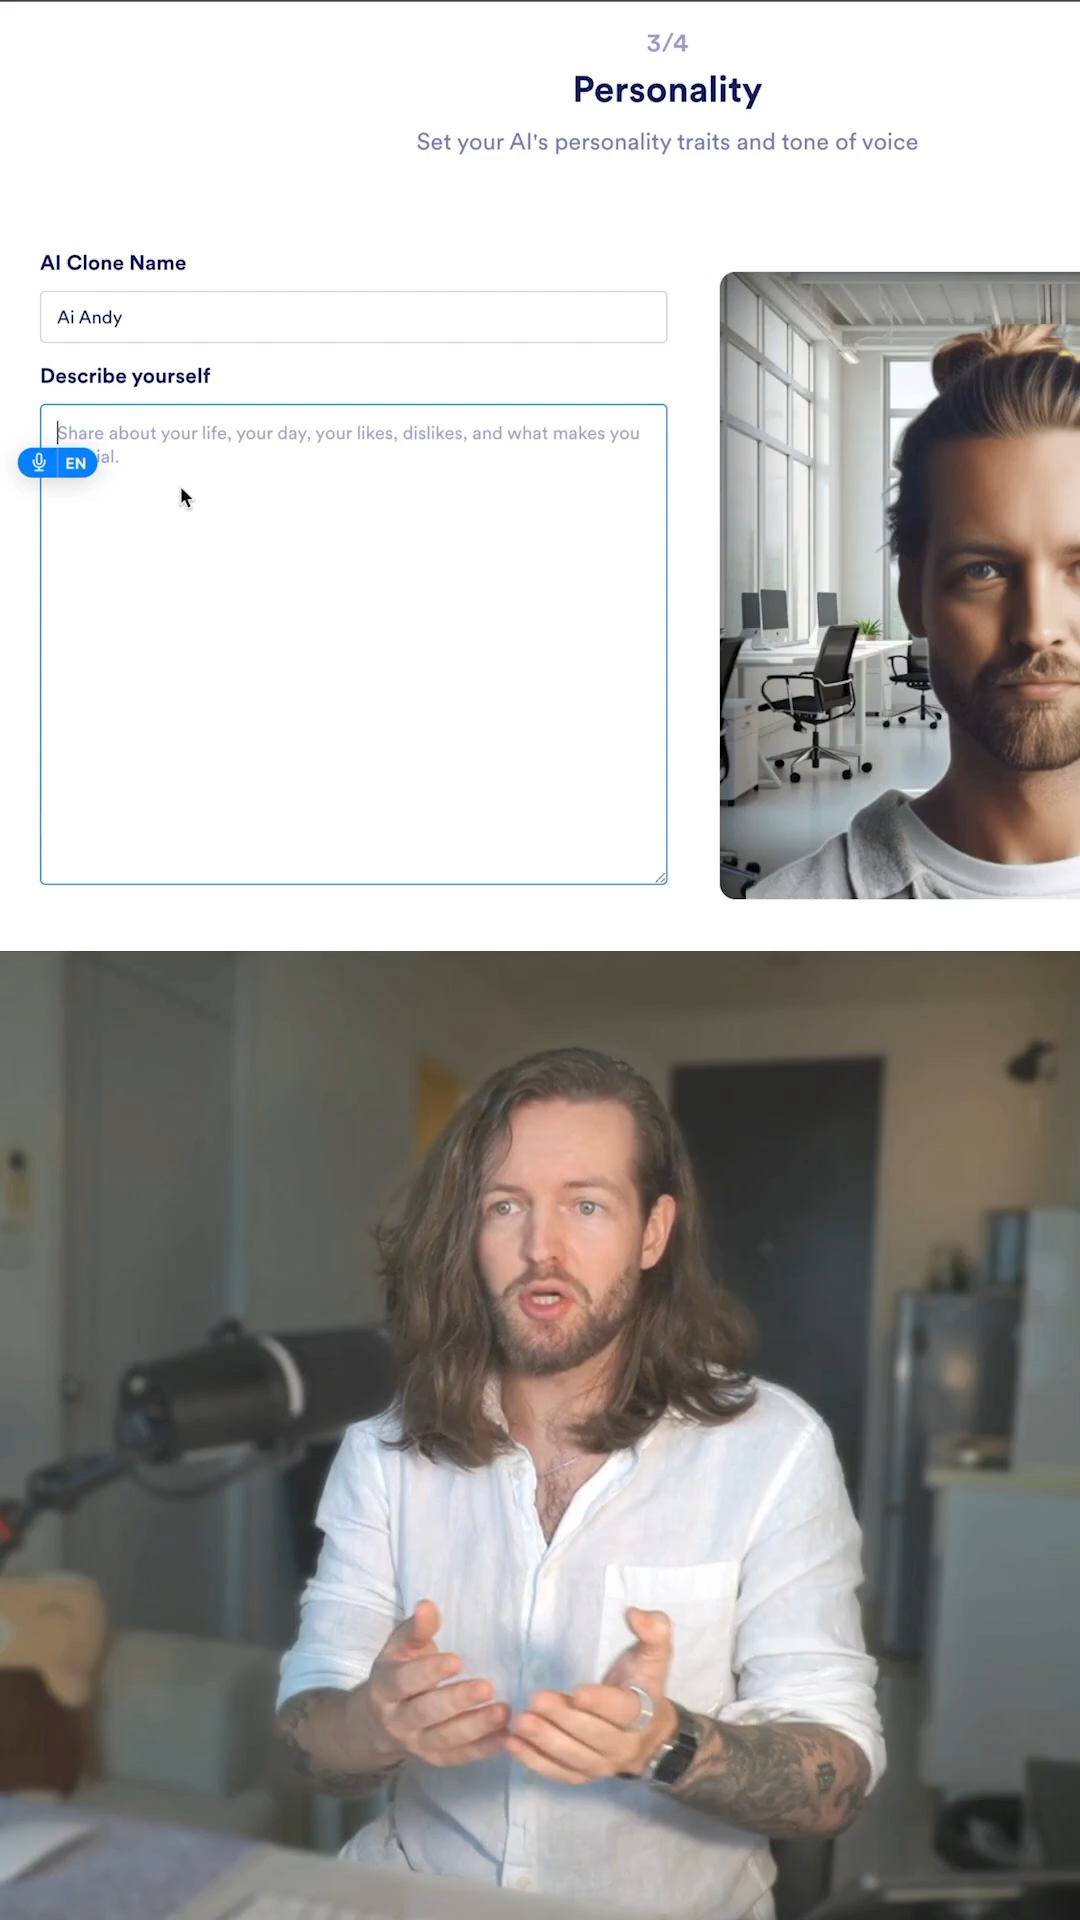 3/4
Personality
Set your AI's personality traits and tone of voice
AI Clone Name
Ai Andy
Describe yourself
Share about your life, your day, your likes, dislikes, and what makes you
ial.
EN